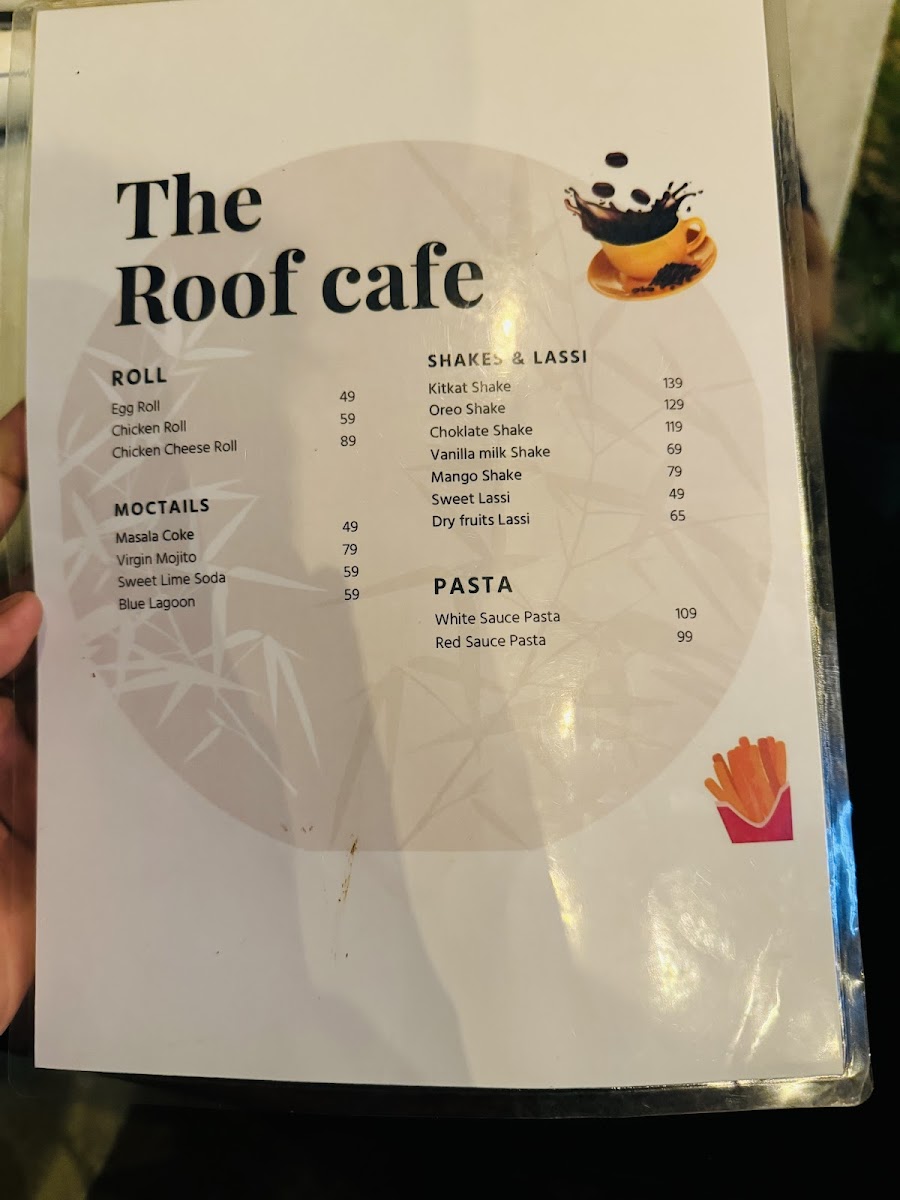 The
Roof cafe
ROLL
Egg Roll 49
Chicken Roll 59
Chicken Cheese Roll 89
MOCTAILS
Masala Coke 49
Virgin Mojito 79
Sweet Lime Soda 59
Blue Lagoon 59
SHAKES & LASSI
Kitkat Shake 139
Oreo Shake 129
Choklate Shake 119
Vanilla milk Shake 69
Mango Shake 79
Sweet Lassi 49
Dry fruits Lassi 65
PASTA
White Sauce Pasta 109
Red Sauce Pasta 99